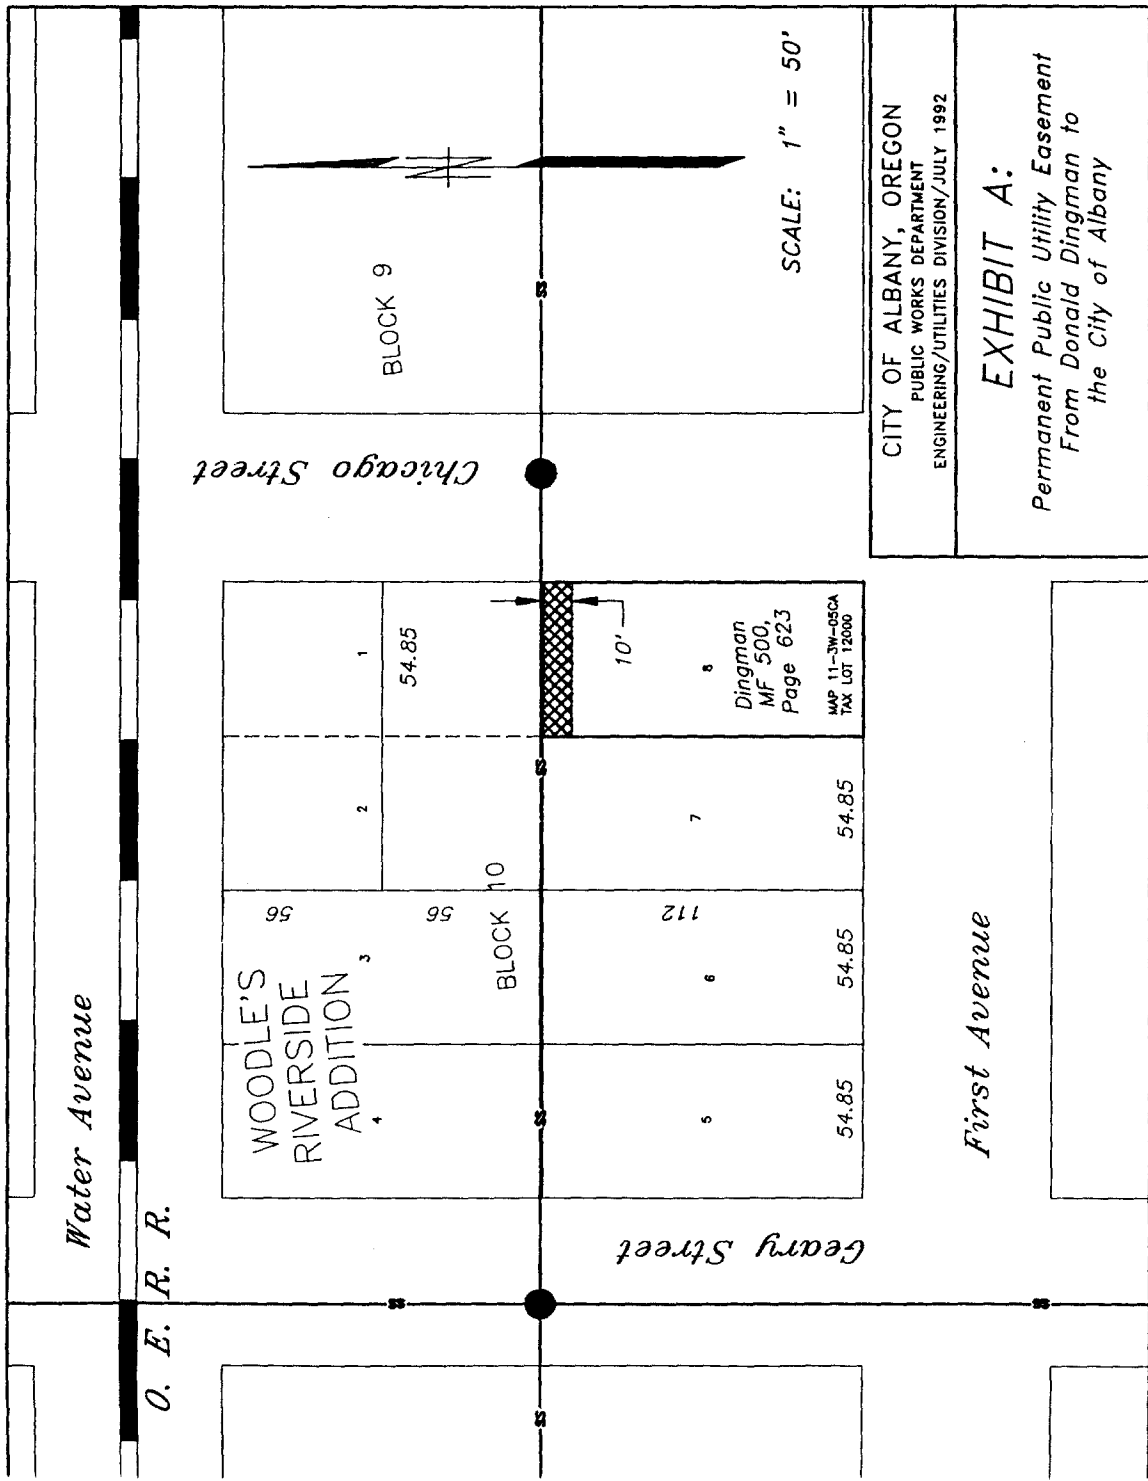 Water Avenue
O. E. R. R.
WOODLE'S
RIVERSIDE
ADDITION
BLOCK 10
BLOCK 9
4
3
2
1
56
56
54.85
112
5
6
7
8
54.85
54.85
54.85
10'
Dingman
MF 500,
Page 623
MAP 11-3W-05CA
TAX LOT 12000
SS
SS
SS
SS
SS
SS
Geary Street
Chicago Street
First Avenue
SCALE: 1" = 50'
CITY OF ALBANY, OREGON
PUBLIC WORKS DEPARTMENT
ENGINEERING/UTILITIES DIVISION/JULY 1992
EXHIBIT A:
Permanent Public Utility Easement
From Donald Dingman to
the City of Albany